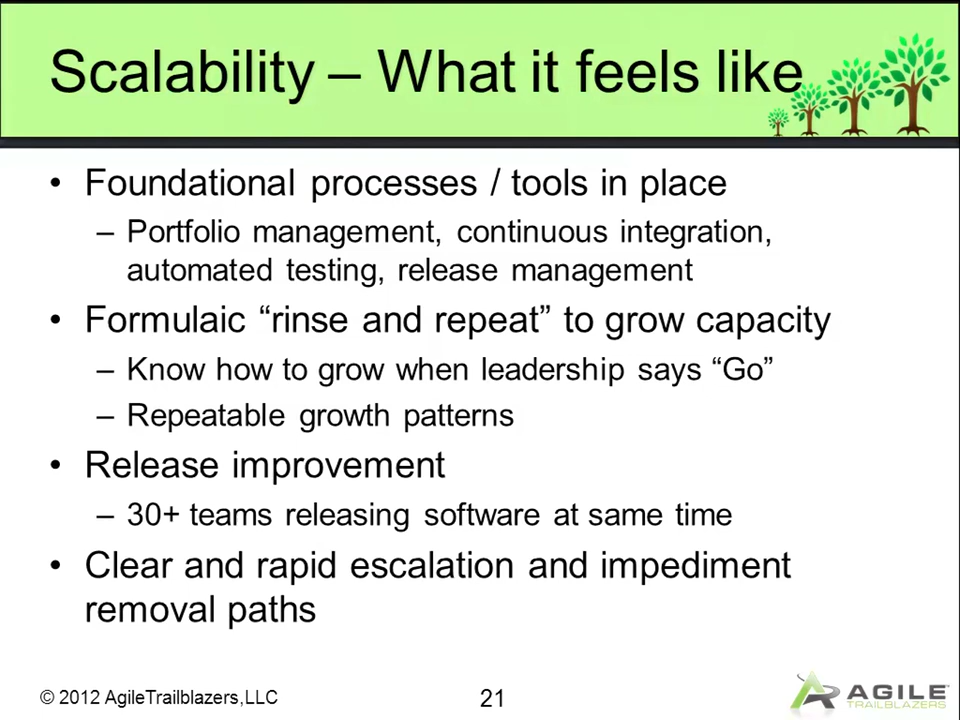 Scalability – What it feels like
• Foundational processes / tools in place
– Portfolio management, continuous integration,
automated testing, release management
• Formulaic “rinse and repeat” to grow capacity
– Know how to grow when leadership says “Go”
– Repeatable growth patterns
• Release improvement
– 30+ teams releasing software at same time
• Clear and rapid escalation and impediment
removal paths
© 2012 AgileTrailblazers,LLC
21
AGILE
TRAILBLAZERS